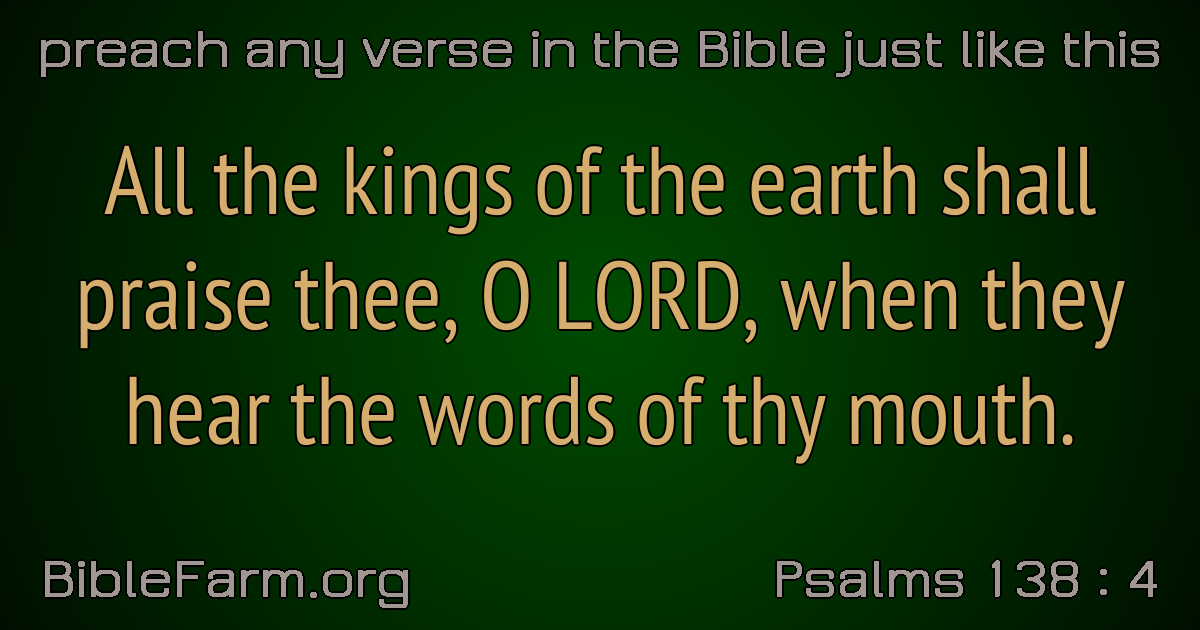 preach any verse in the Bible just like this
All the kings of the earth shall
praise thee, O LORD, when they
hear the words of thy mouth.
BibleFarm.org
Psalms 138 : 4